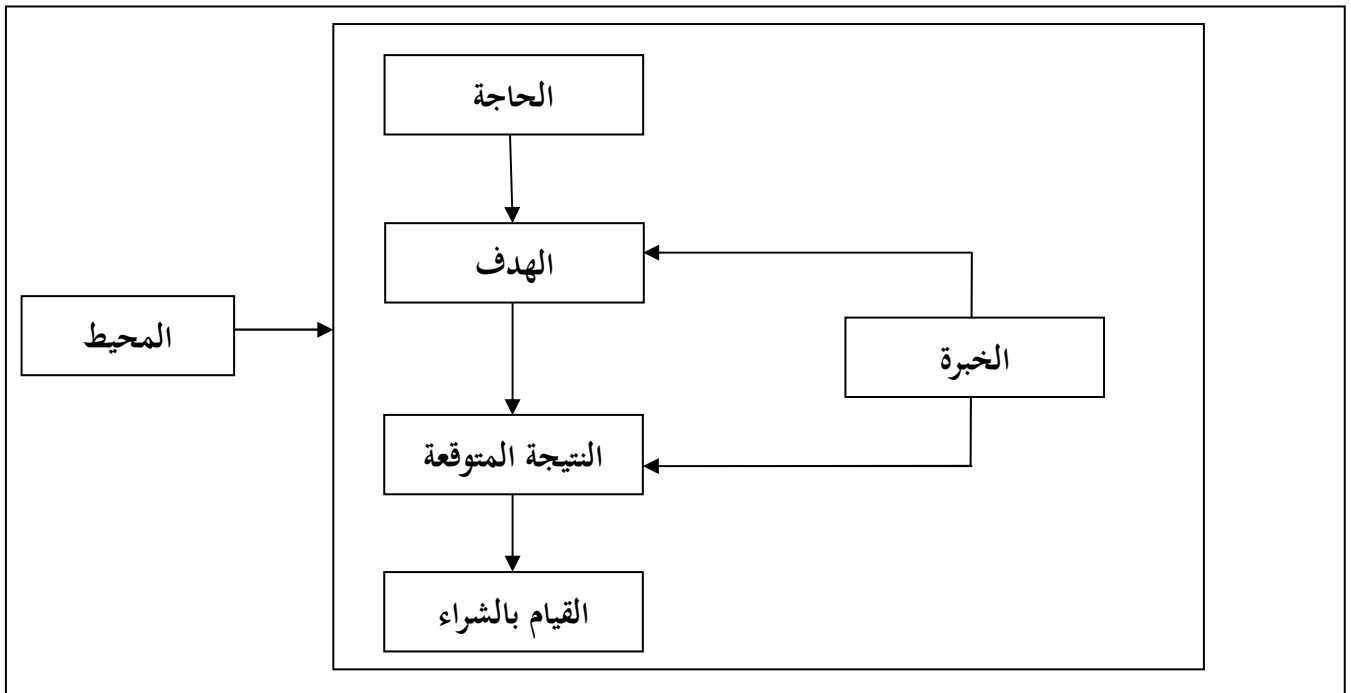 الحاجة
الهدف
المحيط
الخبرة
النتيجة المتوقعة
القيام بالشراء